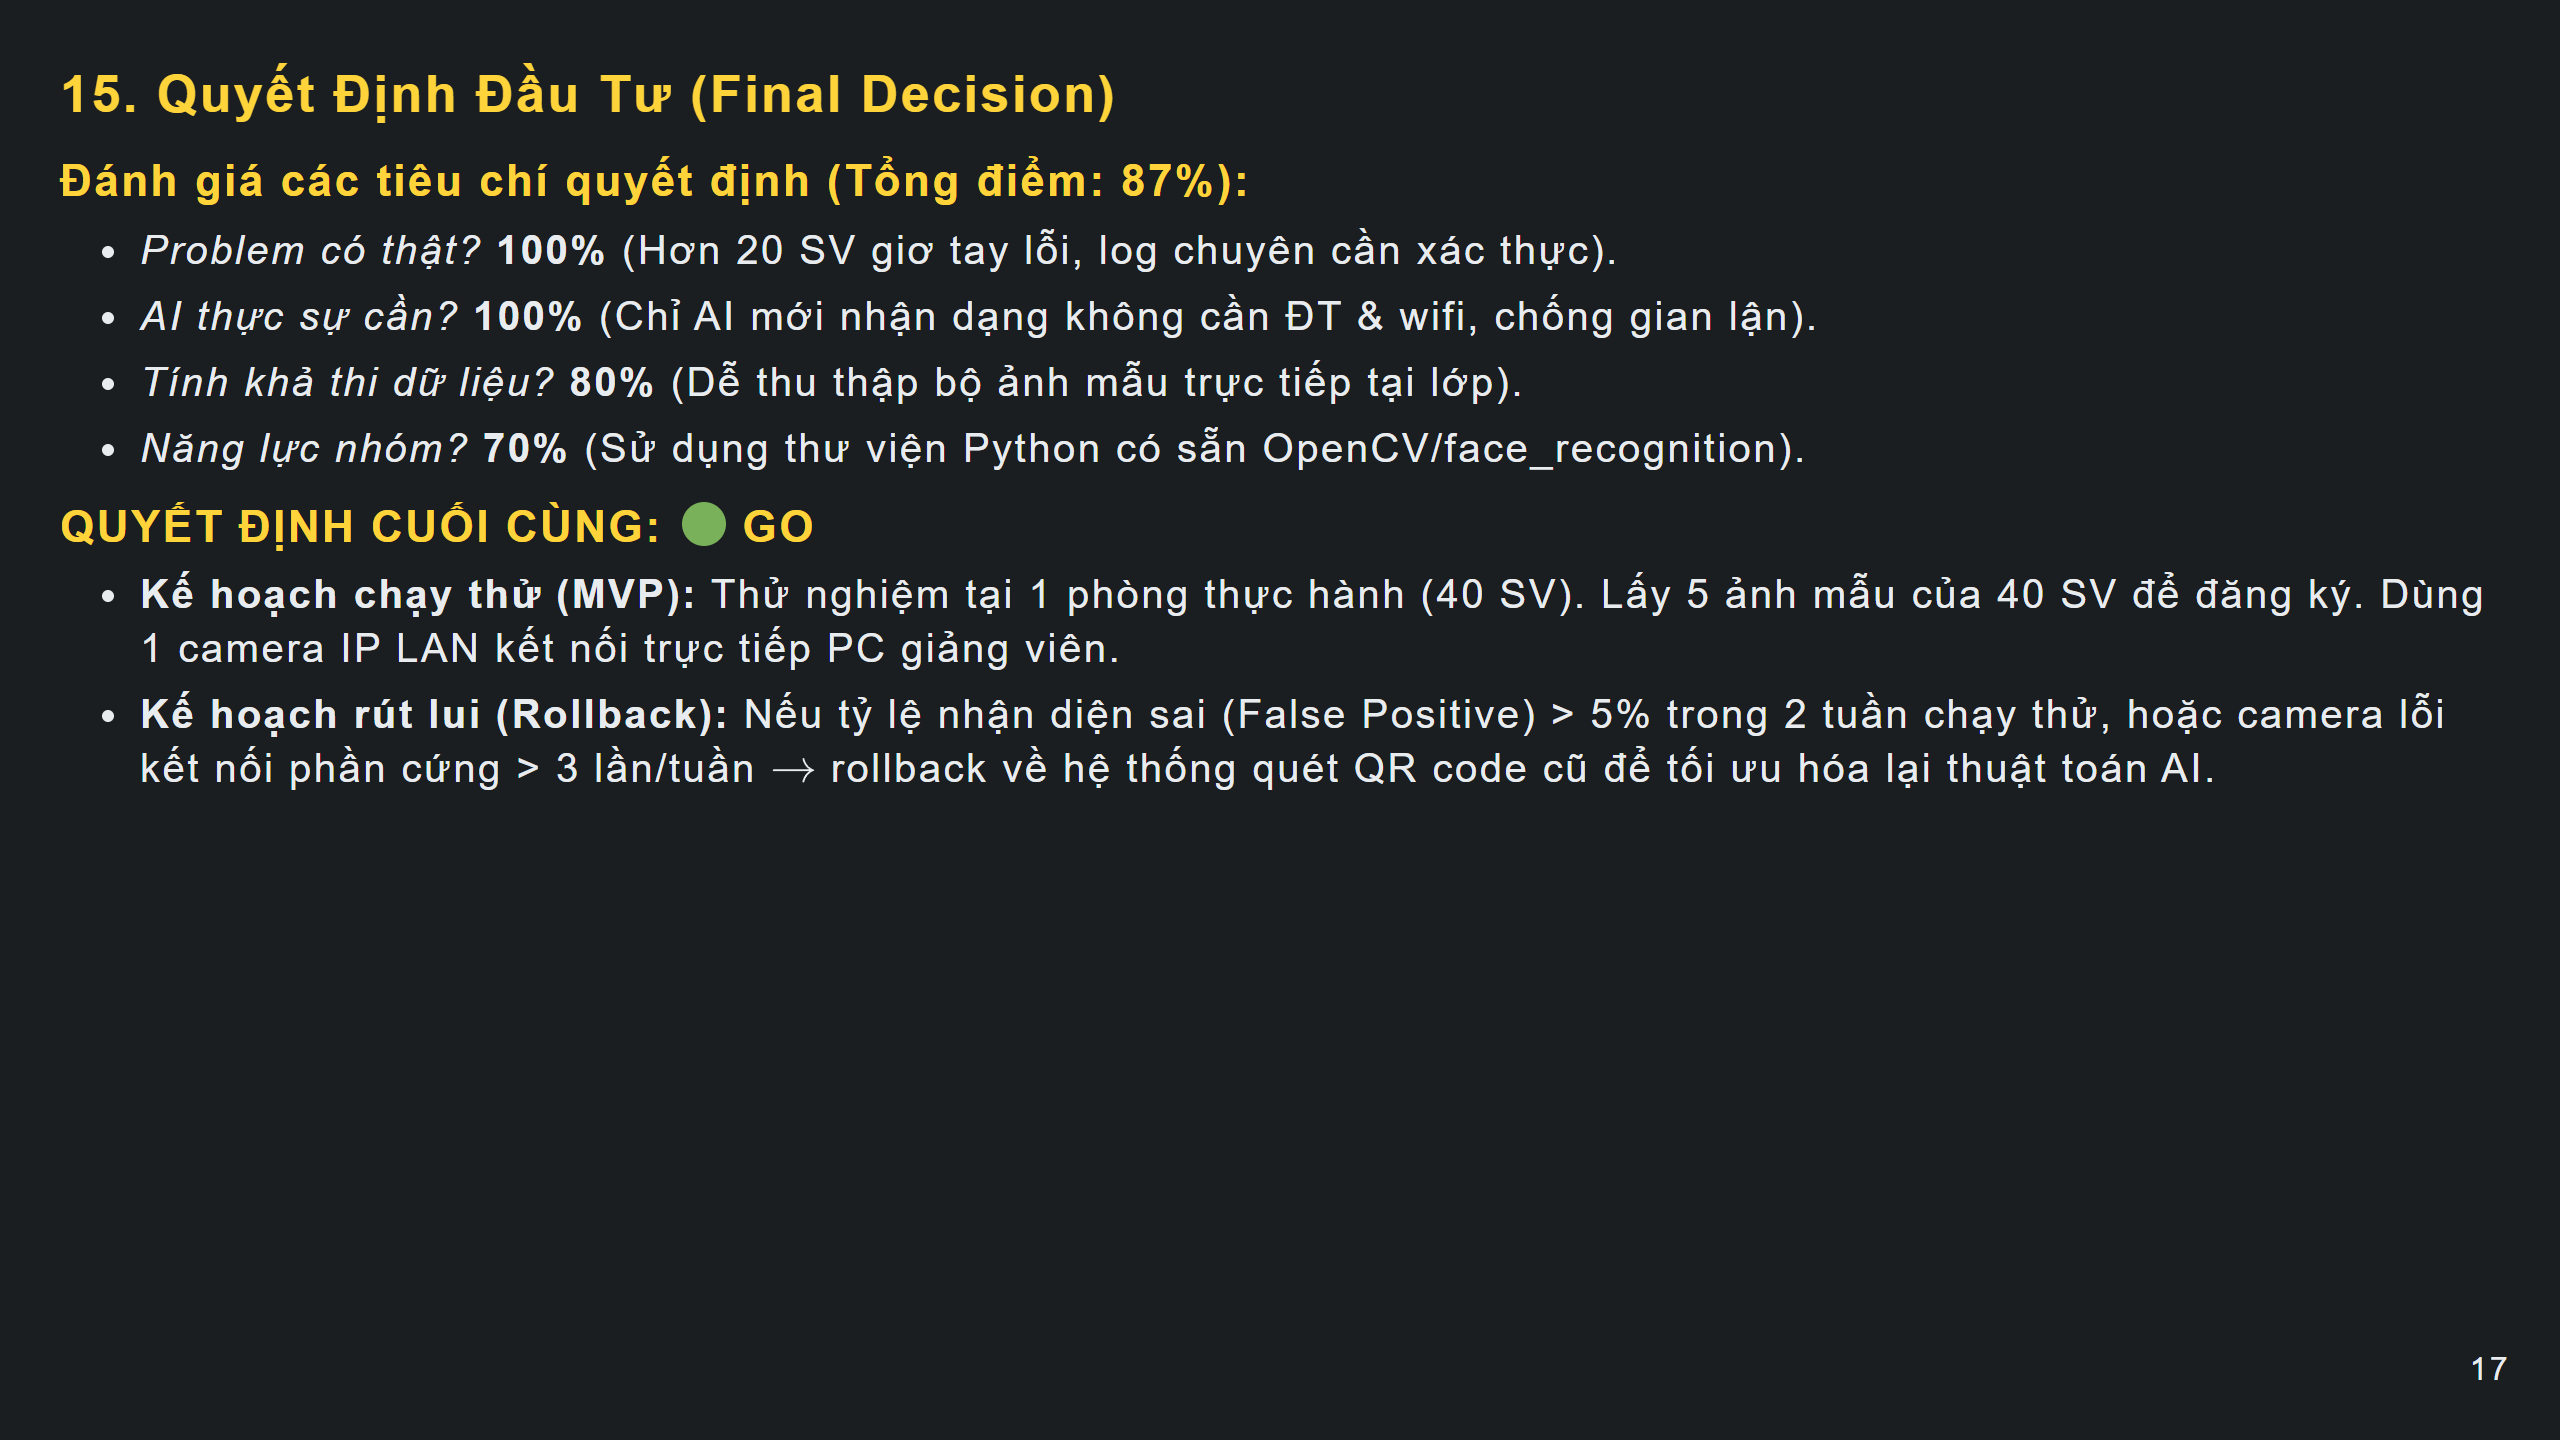 15. Quyết Định Đầu Tư (Final Decision)
Đánh giá các tiêu chí quyết định (Tổng điểm: 87%):
• Problem có thật? 100% (Hơn 20 SV giơ tay lỗi, log chuyên cần xác thực).
• AI thực sự cần? 100% (Chỉ AI mới nhận dạng không cần ĐT & wifi, chống gian lận).
• Tính khả thi dữ liệu? 80% (Dễ thu thập bộ ảnh mẫu trực tiếp tại lớp).
• Năng lực nhóm? 70% (Sử dụng thư viện Python có sẵn OpenCV/face_recognition).
QUYẾT ĐỊNH CUỐI CÙNG: 🟢 GO
• Kế hoạch chạy thử (MVP): Thử nghiệm tại 1 phòng thực hành (40 SV). Lấy 5 ảnh mẫu của 40 SV để đăng ký. Dùng
1 camera IP LAN kết nối trực tiếp PC giảng viên.
• Kế hoạch rút lui (Rollback): Nếu tỷ lệ nhận diện sai (False Positive) > 5% trong 2 tuần chạy thử, hoặc camera lỗi
kết nối phần cứng > 3 lần/tuần → rollback về hệ thống quét QR code cũ để tối ưu hóa lại thuật toán AI.
17